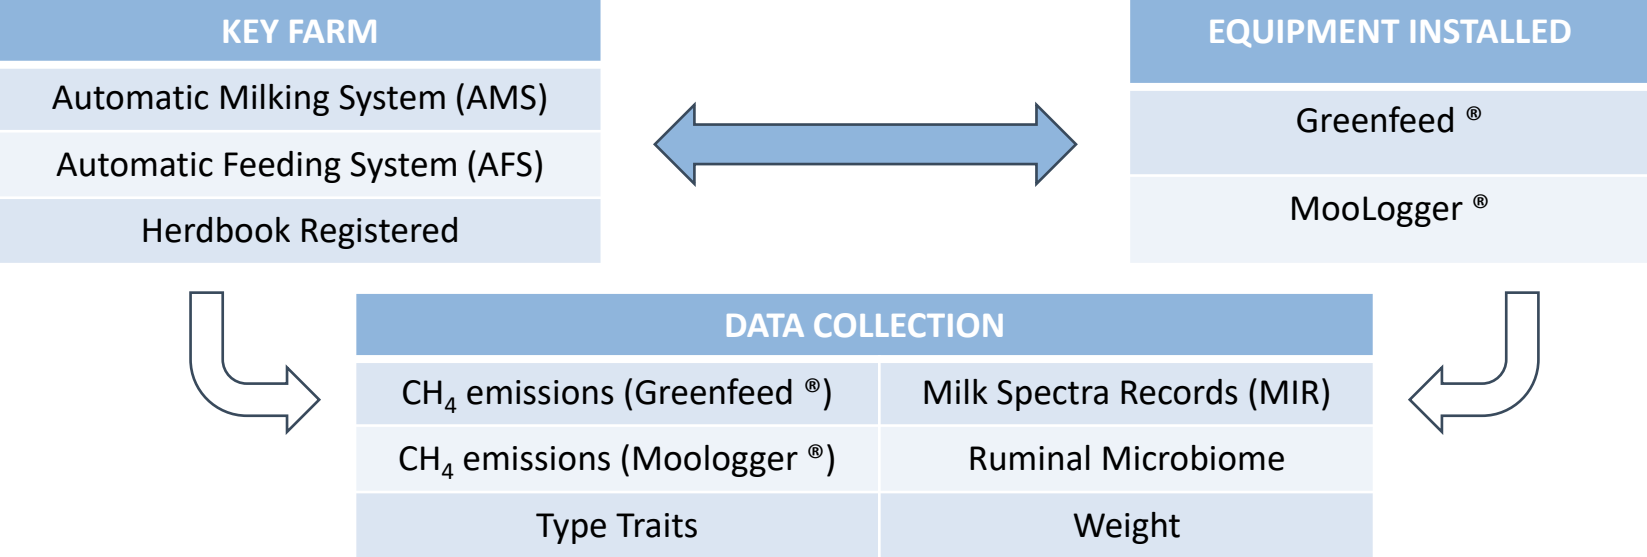 KEY FARM
Automatic Milking System (AMS)
Automatic Feeding System (AFS)
Herdbook Registered
EQUIPMENT INSTALLED
Greenfeed ®
MooLogger ®
DATA COLLECTION
CH₄ emissions (Greenfeed ®)
Milk Spectra Records (MIR)
CH₄ emissions (Moologger ®)
Ruminal Microbiome
Type Traits
Weight